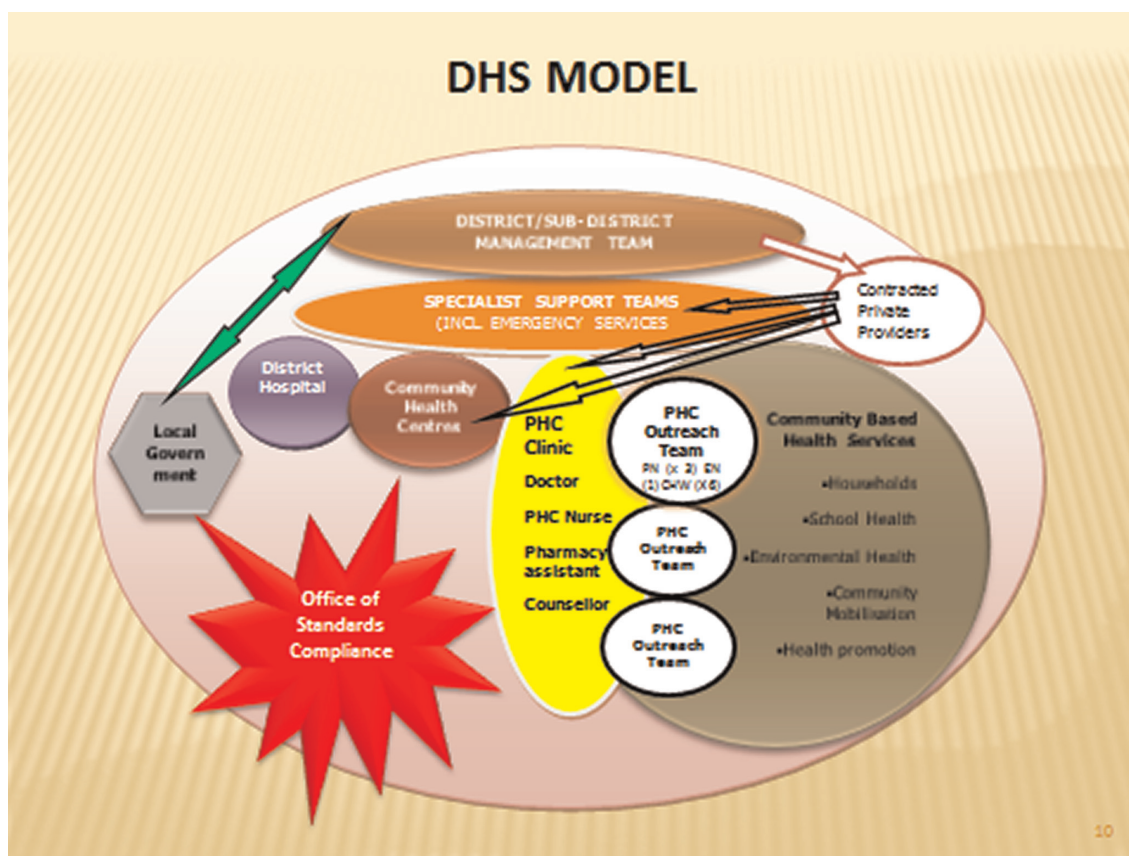 DHS MODEL
DISTRICT/SUB-DISTRICT
MANAGEMENT TEAM
SPECIALIST SUPPORT TEAMS
(INCL. EMERGENCY SERVICES
Contracted
Private
Providers
District
Hospital
Community
Health
Centres
Local
Govern
ment
PHC
Clinic
Doctor
PHC Nurse
Pharmacy
assistant
Counsellor
PHC
Outreach
Team
PN (x 3) EN
(1) CHW (X6)
PHC
Outreach
Team
PHC
Outreach
Team
Community Based
Health Services
•Households
•School Health
•Environmental Health
•Community
Mobilisation
•Health promotion
Office of
Standards
Compliance
10